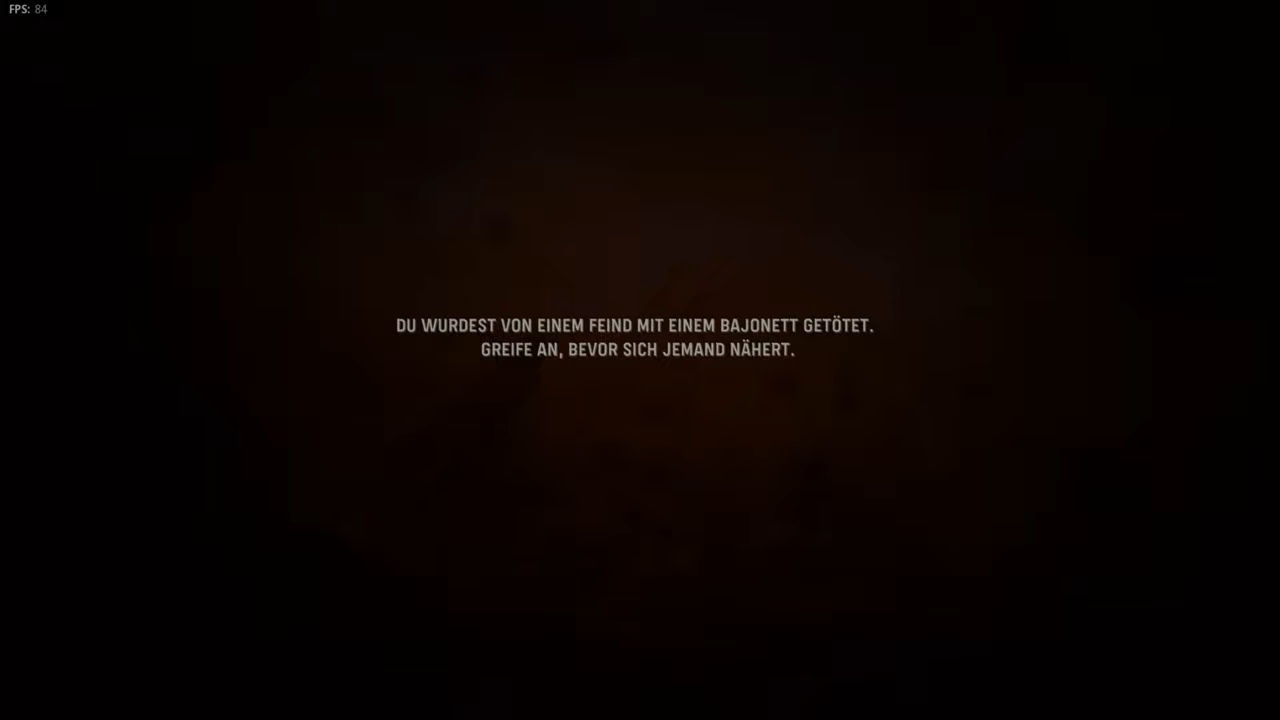 FPS: 84
DU WURDEST VON EINEM FEIND MIT EINEM BAJONETT GETÖTET.
GREIFE AN, BEVOR SICH JEMAND NÄHERT.